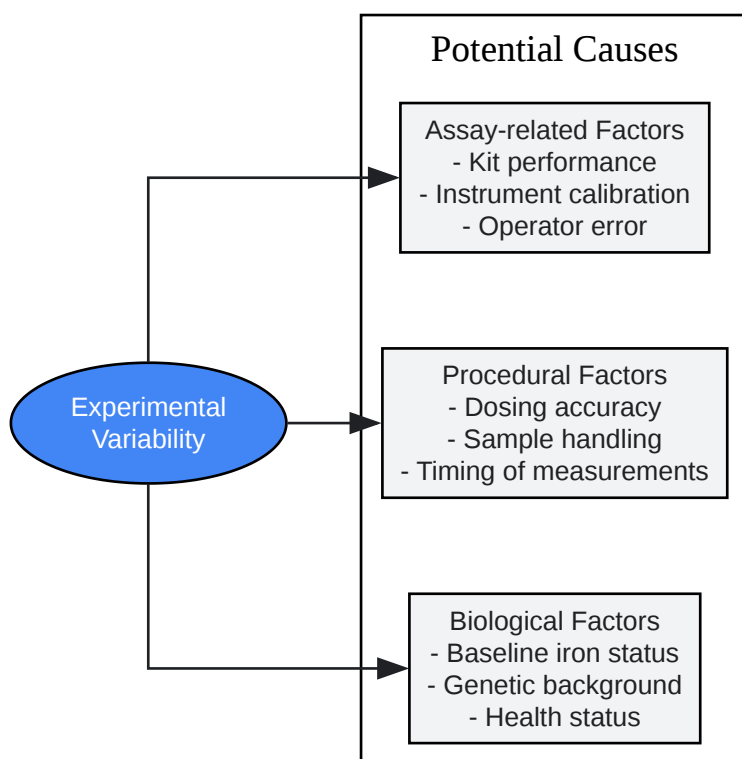 Potential Causes
Assay-related Factors
- Kit performance
- Instrument calibration
- Operator error
Experimental
Variability
Procedural Factors
- Dosing accuracy
- Sample handling
- Timing of measurements
Biological Factors
- Baseline iron status
- Genetic background
- Health status